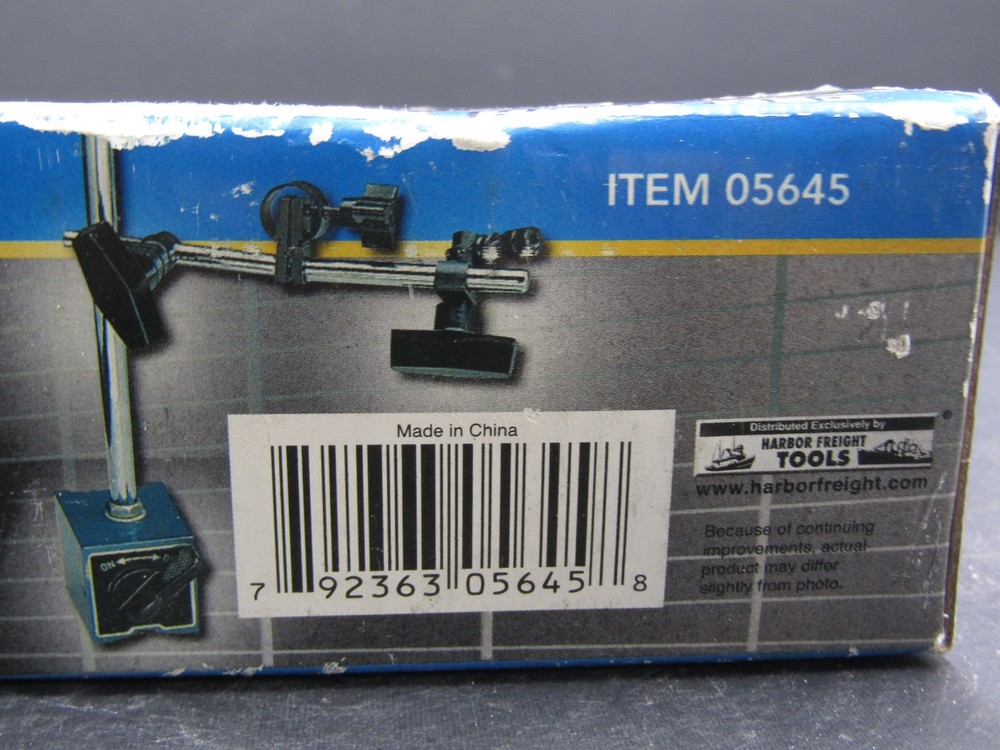 ITEM 05645
Made in China
7 92363 05645 8
Distributed Exclusively by
HARBOR FREIGHT
TOOLS
www.harborfreight.com
Because of continuing
improvements, actual
product may differ
slightly from photo.
ON